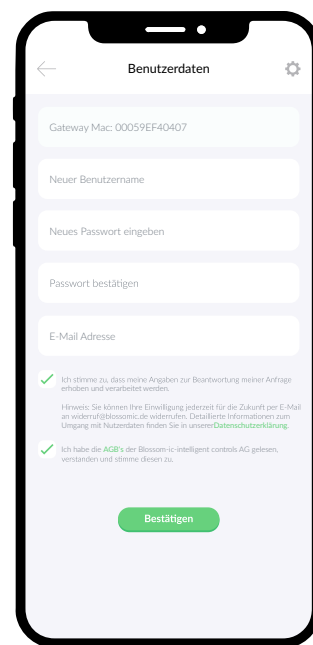 Benutzerdaten
Gateway Mac: 00059EF40407
Neuer Benutzername
Neues Passwort eingeben
Passwort bestätigen
E-Mail Adresse
Ich stimme zu, dass meine Angaben zur Beantwortung meiner Anfrage
erhoben und verarbeitet werden.
Hinweis: Sie können Ihre Einwilligung jederzeit für die Zukunft per E-Mail
an widerruf@blossomic.de widerrufen. Detaillierte Informationen zum
Umgang mit Nutzerdaten finden Sie in unsererDatenschutzerklärung.
Ich habe die AGB's der Blossom-ic-intelligent controls AG gelesen,
verstanden und stimme diesen zu.
Bestätigen